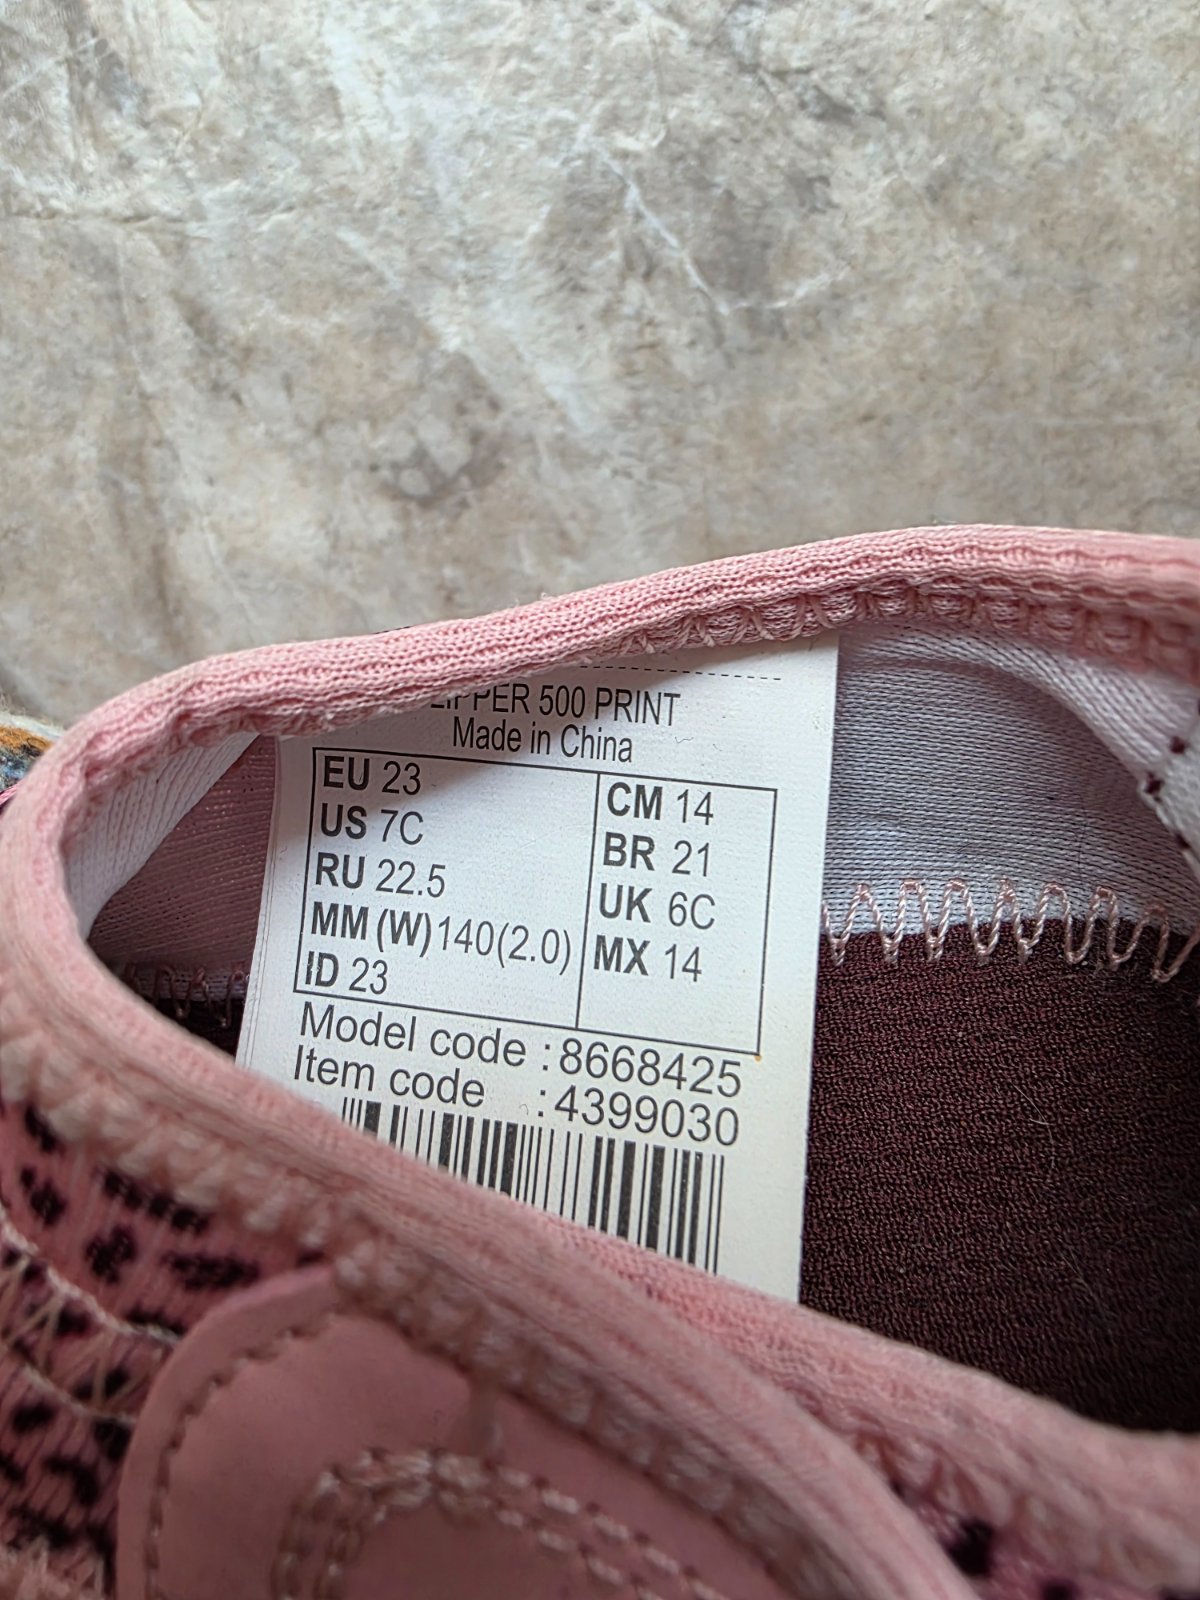 500 PRINT
Made in China
EU 23
US 7C
RU 22.5
MM (W)140(2.0)
ID 23
CM 14
BR 21
UK 6C
MX 14
Model code :8668425
Item code :4399030